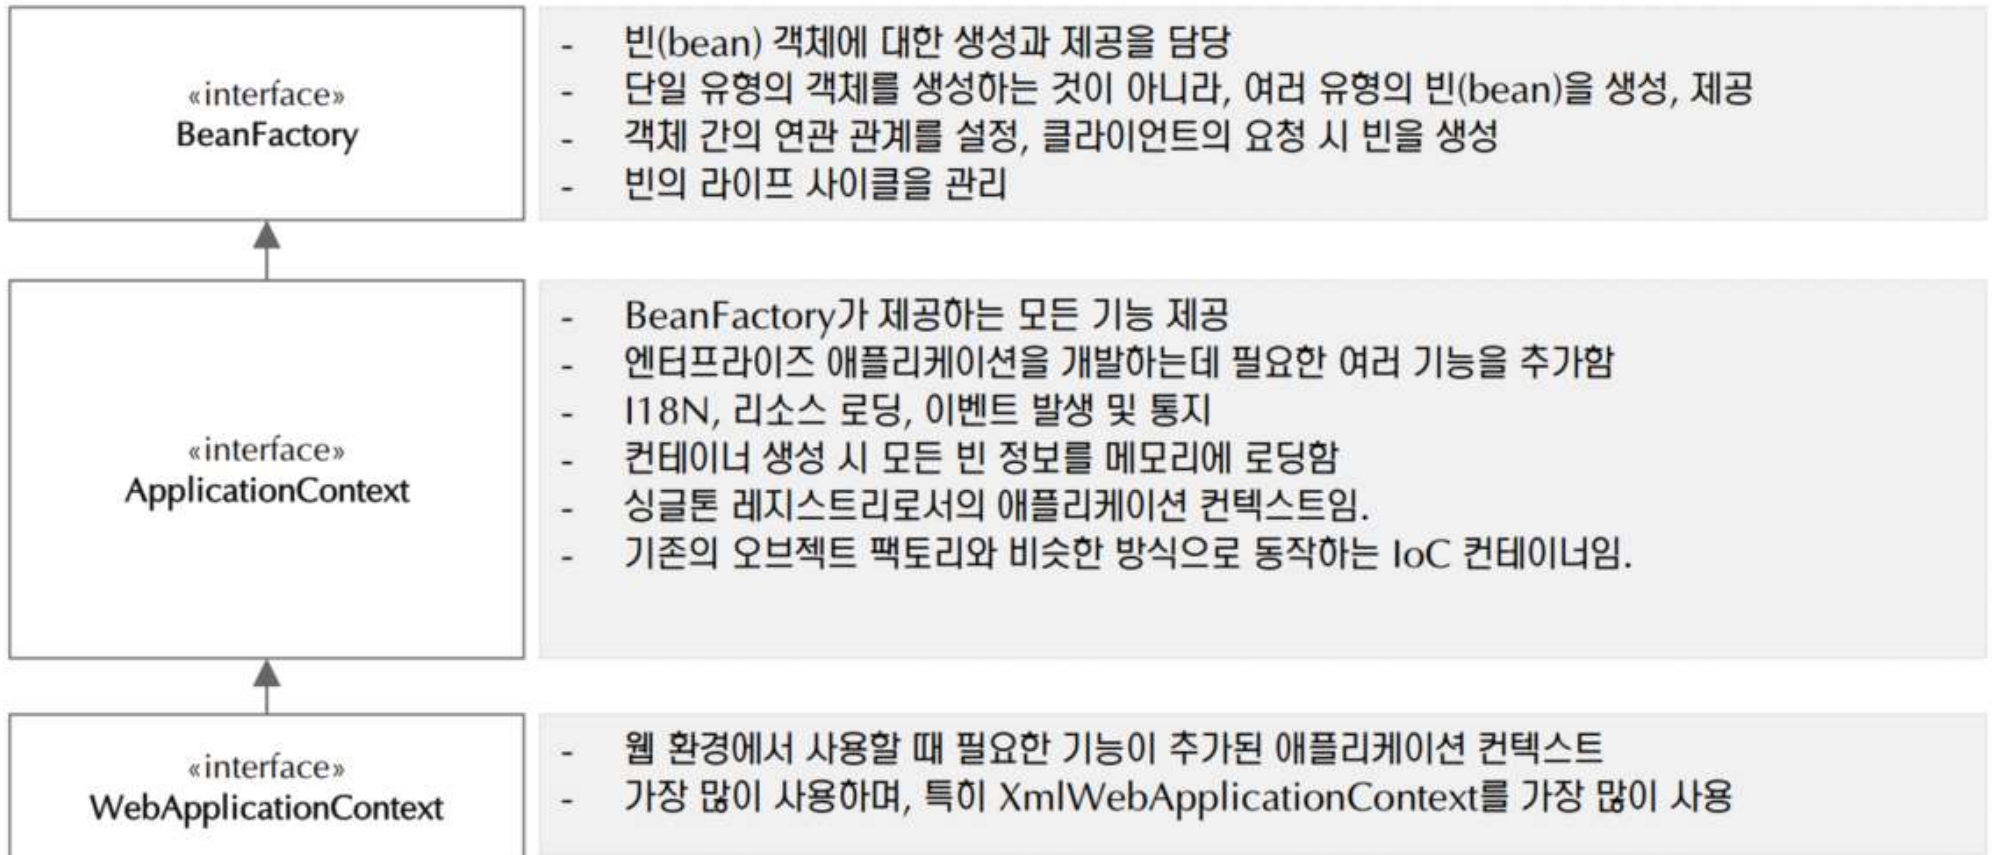 «interface»
BeanFactory
- 빈(bean) 객체에 대한 생성과 제공을 담당
- 단일 유형의 객체를 생성하는 것이 아니라, 여러 유형의 빈(bean)을 생성, 제공
- 객체 간의 연관 관계를 설정, 클라이언트의 요청 시 빈을 생성
- 빈의 라이프 사이클을 관리
«interface»
ApplicationContext
- BeanFactory가 제공하는 모든 기능 제공
- 엔터프라이즈 애플리케이션을 개발하는데 필요한 여러 기능을 추가함
- I18N, 리소스 로딩, 이벤트 발생 및 통지
- 컨테이너 생성 시 모든 빈 정보를 메모리에 로딩함
- 싱글톤 레지스트리로서의 애플리케이션 컨텍스트임.
- 기존의 오브젝트 팩토리와 비슷한 방식으로 동작하는 IoC 컨테이너임.
«interface»
WebApplicationContext
- 웹 환경에서 사용할 때 필요한 기능이 추가된 애플리케이션 컨텍스트
- 가장 많이 사용하며, 특히 XmlWebApplicationContext를 가장 많이 사용